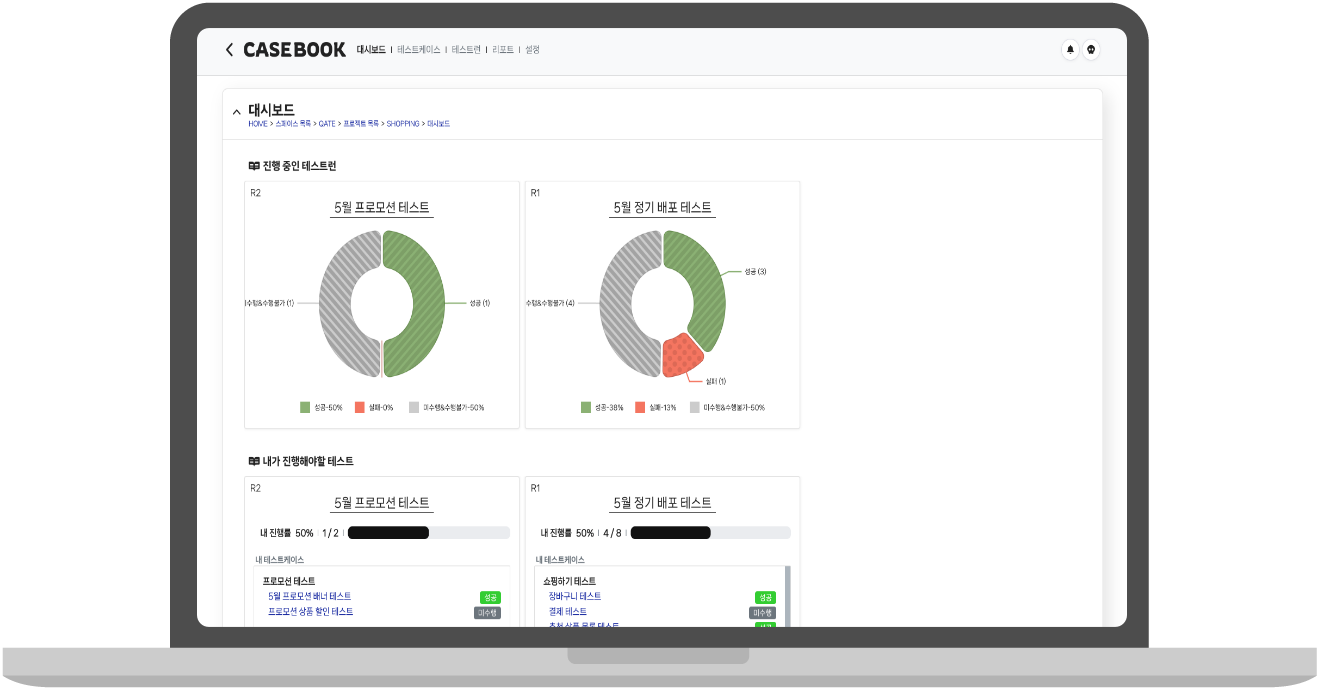 CASEBOOK 대시보드 | 테스트케이스 | 테스트런 | 리포트 | 설정
대시보드
HOME > 스페이스 목록 > GATE > 프로젝트 목록 > SHOPPING > 대시보드
진행 중인 테스트런
R2
5월 프로모션 테스트
수행&수행불가 (1)
성공 (1)
성공-50% 실패-0% 미수행&수행불가-50%
R1
5월 정기 배포 테스트
성공 (3)
수행&수행불가 (4)
실패 (1)
성공-38% 실패-13% 미수행&수행불가-50%
내가 진행해야할 테스트
R2
5월 프로모션 테스트
내 진행률 50% | 1 / 2 |
내 테스트케이스
프로모션 테스트
5월 프로모션 배너 테스트 성공
프로모션 상품 할인 테스트 미수행
R1
5월 정기 배포 테스트
내 진행률 50% | 4 / 8 |
내 테스트케이스
쇼핑하기 테스트
장바구니 테스트 성공
결제 테스트 미수행
추천 상품 목록 테스트 성공